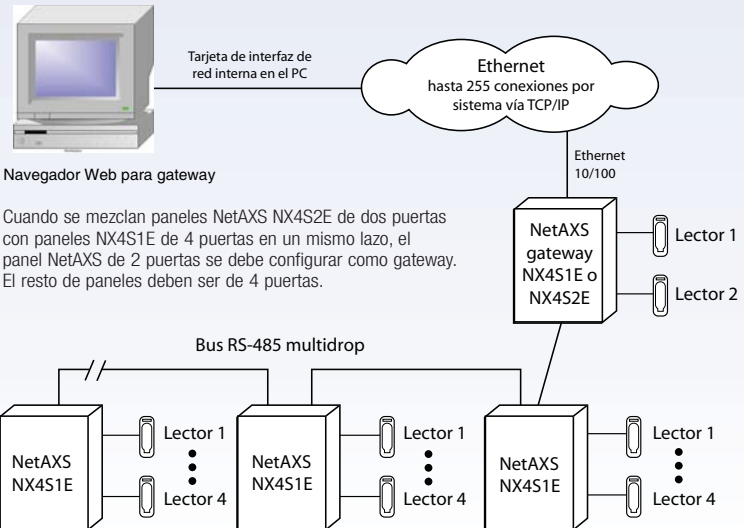 Tarjeta de interfaz de
red interna en el PC
Ethernet
hasta 255 conexiones por
sistema vía TCP/IP
Navegador Web para gateway
Ethernet
10/100
Cuando se mezclan paneles NetAXS NX4S2E de dos puertas
con paneles NX4S1E de 4 puertas en un mismo lazo, el
panel NetAXS de 2 puertas se debe configurar como gateway.
El resto de paneles deben ser de 4 puertas.
NetAXS
gateway
NX4S1E o
NX4S2E
Lector 1
Lector 2
Bus RS-485 multidrop
NetAXS
NX4S1E
Lector 1
Lector 4
NetAXS
NX4S1E
Lector 1
Lector 4
NetAXS
NX4S1E
Lector 1
Lector 4